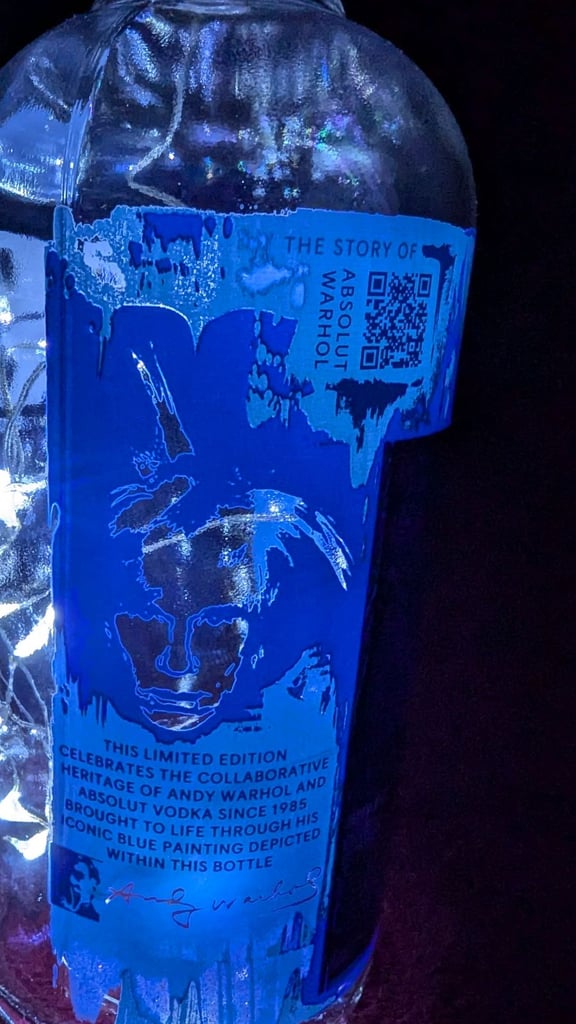 THE STORY OF
ABSOLUT
WARHOL
THIS LIMITED EDITION
CELEBRATES THE COLLABORATIVE
HERITAGE OF ANDY WARHOL AND
ABSOLUT VODKA SINCE 1985
BROUGHT TO LIFE THROUGH HIS
ICONIC BLUE PAINTING DEPICTED
WITHIN THIS BOTTLE
Andy Warhol